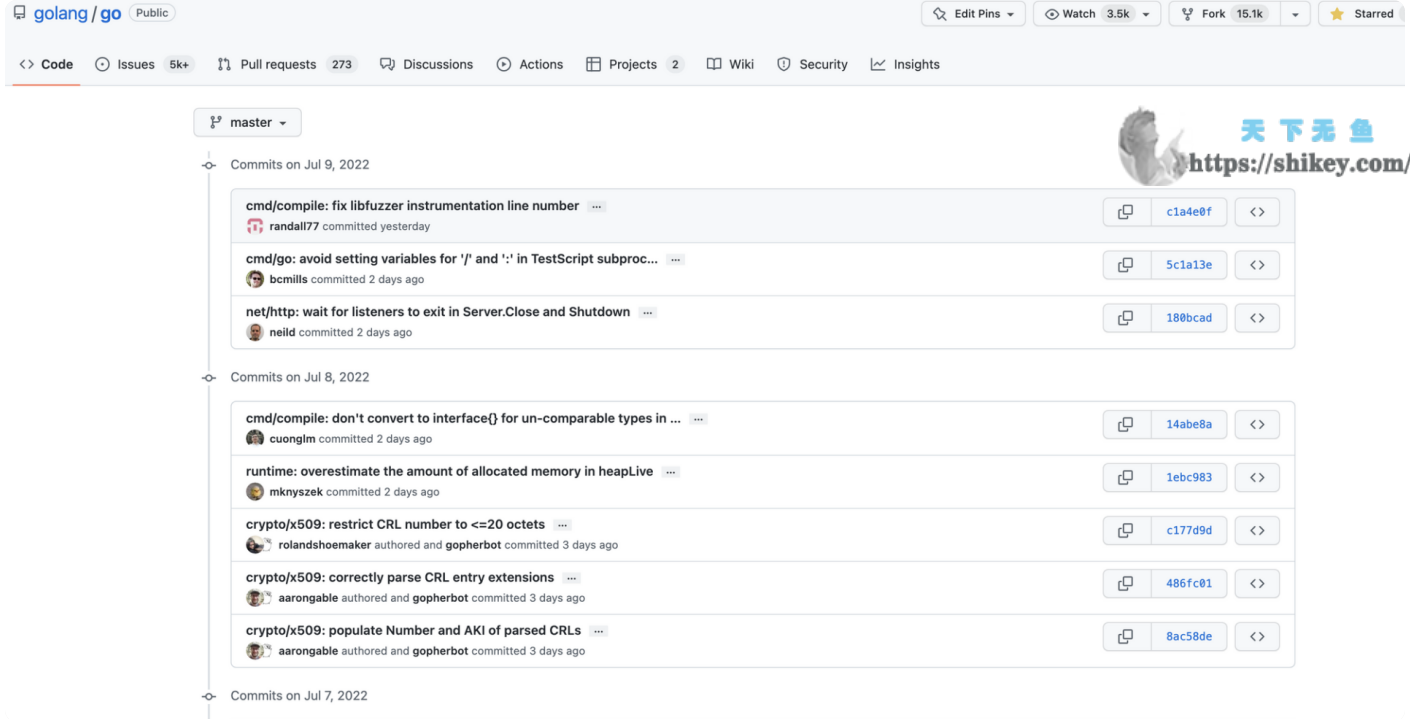 golang / go Public
Edit Pins Watch 3.5k Fork 15.1k Starred
Code Issues 5k+ Pull requests 273 Discussions Actions Projects 2 Wiki Security Insights
master
天下无鱼
https://shikey.com/
Commits on Jul 9, 2022
cmd/compile: fix libfuzzer instrumentation line number ...
c1a4e0f
randall77 committed yesterday
cmd/go: avoid setting variables for '/' and ':' in TestScript subproc... ...
5c1a13e
bcmills committed 2 days ago
net/http: wait for listeners to exit in Server.Close and Shutdown ...
180bcad
neild committed 2 days ago
Commits on Jul 8, 2022
cmd/compile: don't convert to interface{} for un-comparable types in ... ...
14abe8a
cuonglm committed 2 days ago
runtime: overestimate the amount of allocated memory in heapLive ...
1ebc983
mknyszek committed 2 days ago
crypto/x509: restrict CRL number to <=20 octets ...
c177d9d
rolandshoemaker authored and gopherbot committed 3 days ago
crypto/x509: correctly parse CRL entry extensions ...
486fc01
aarongable authored and gopherbot committed 3 days ago
crypto/x509: populate Number and AKI of parsed CRLs ...
8ac58de
aarongable authored and gopherbot committed 3 days ago
Commits on Jul 7, 2022